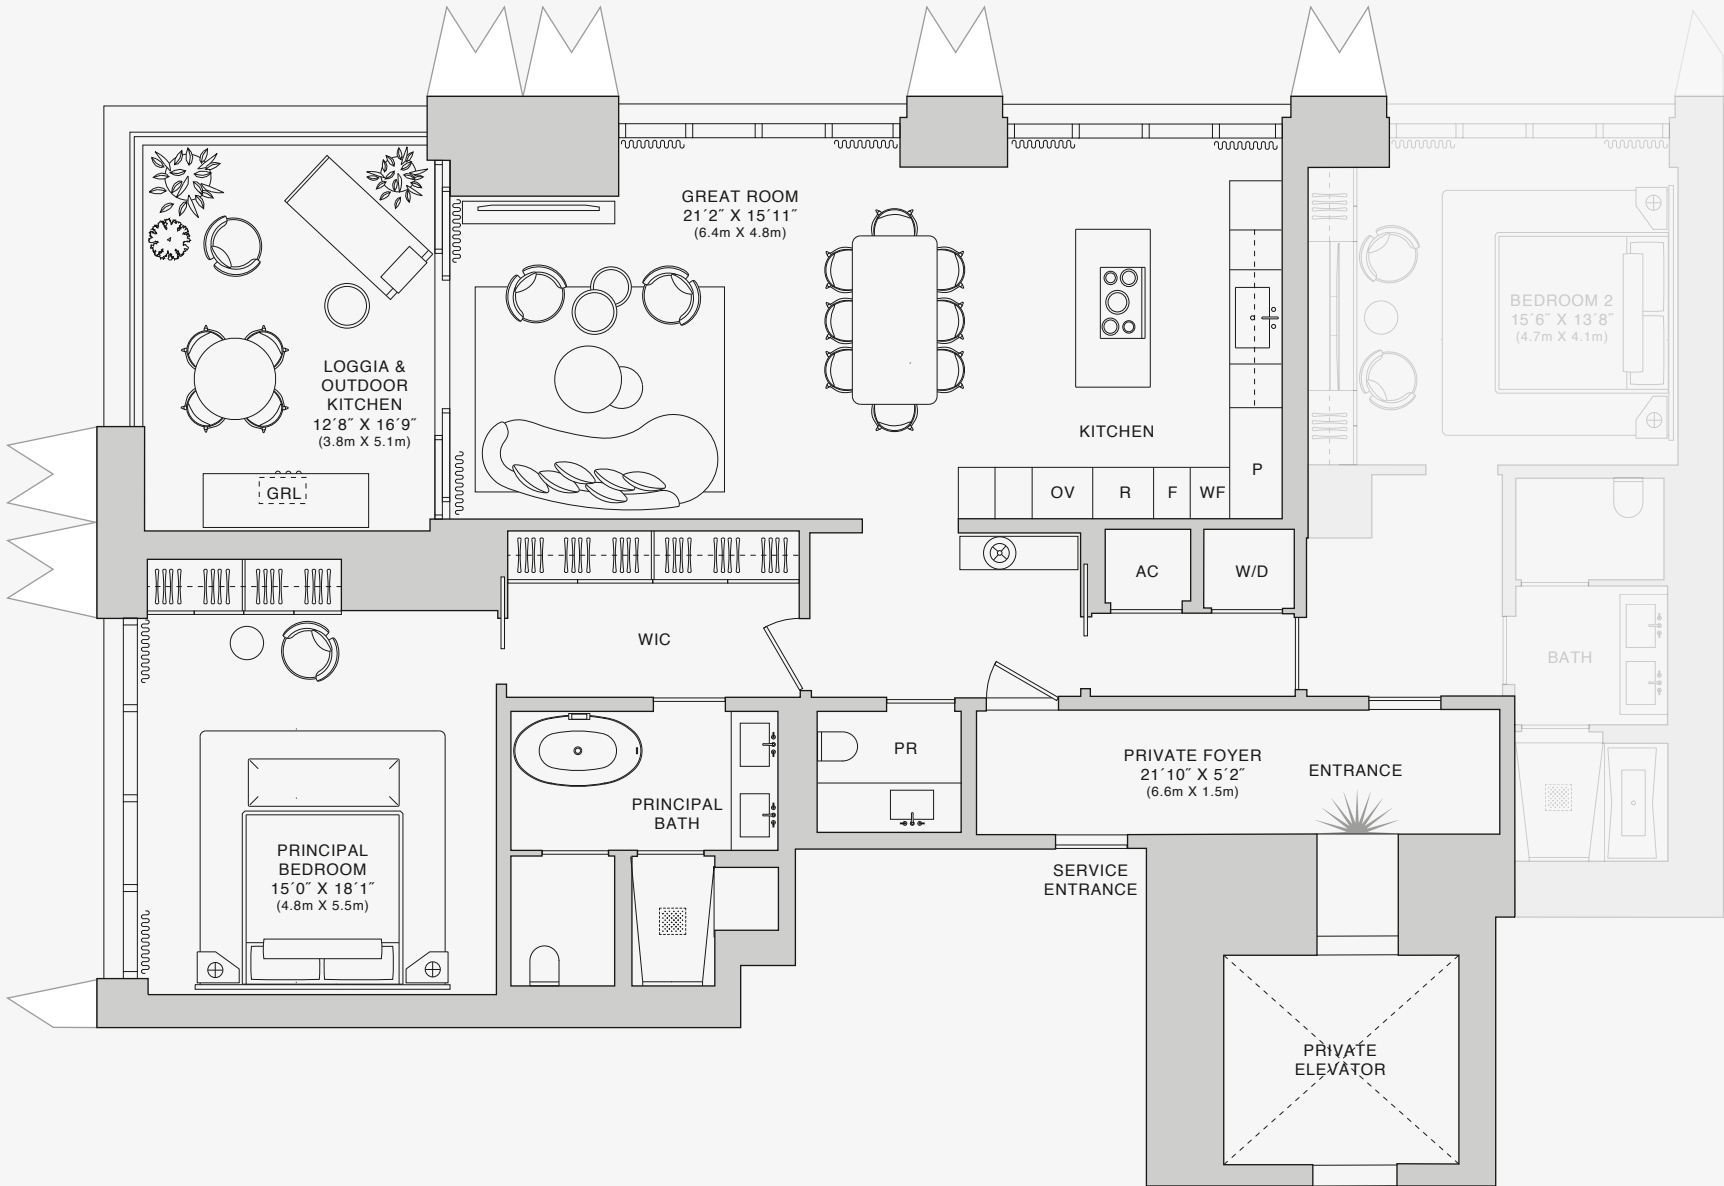 GREAT ROOM
21´2˝ X 15´11˝
(6.4m X 4.8m)
LOGGIA &
OUTDOOR
KITCHEN
12´8˝ X 16´9˝
(3.8m X 5.1m)
GRL
KITCHEN
OV
R
F
WF
P
BEDROOM 2
15´6˝ X 13´8˝
(4.7m X 4.1m)
AC
W/D
WIC
BATH
PR
PRIVATE FOYER
21´10˝ X 5´2˝
(6.6m X 1.5m)
ENTRANCE
PRINCIPAL
BATH
PRINCIPAL
BEDROOM
15´0˝ X 18´1˝
(4.8m X 5.5m)
SERVICE
ENTRANCE
PRIVATE
ELEVATOR